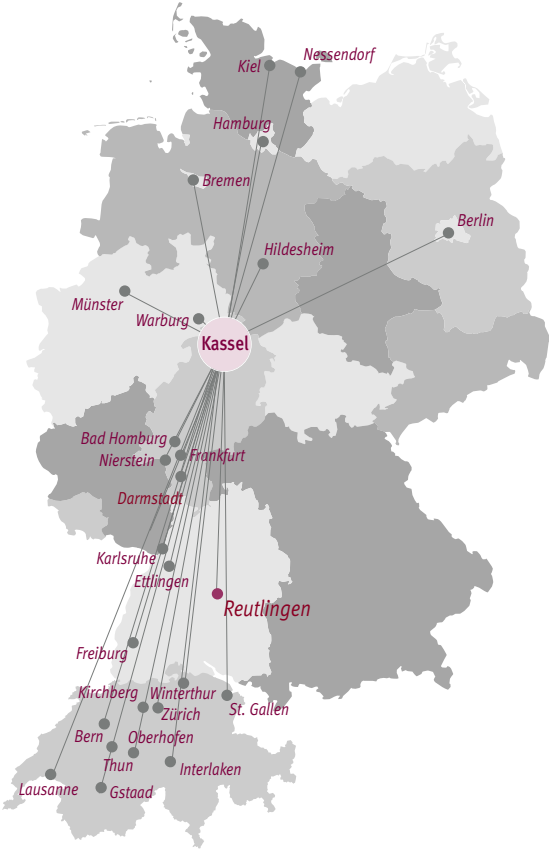 Nessendorf
Kiel
Hamburg
Bremen
Berlin
Hildesheim
Münster
Warburg
Kassel
Bad Homburg
Frankfurt
Nierstein
Darmstadt
Karlsruhe
Ettlingen
Reutlingen
Freiburg
Kirchberg
Winterthur
St. Gallen
Zürich
Bern
Oberhofen
Thun
Interlaken
Lausanne
Gstaad